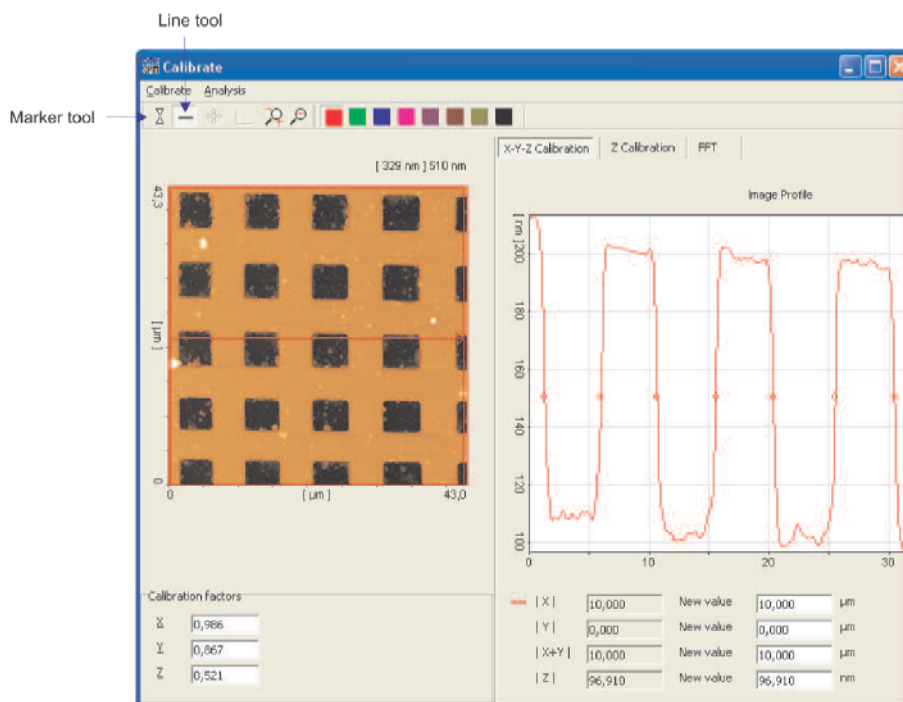 Line tool
Calibrate
Calibrate Analysis
Marker tool
X-Y-Z Calibration Z Calibration FFT
[ 329 nm ] 510 nm
Image Profile
43,3
[ µm ]
0
0 [ µm ] 43,0
[ nm ] 200
180
160
140
120
100
0 10 20 30
Calibration factors
X 0,986
Y 0,867
Z 0,521
| X | 10,000 New value 10,000 µm
| Y | 0,000 New value 0,000 µm
| X+Y | 10,000 New value 10,000 µm
| Z | 96,910 New value 96,910 nm